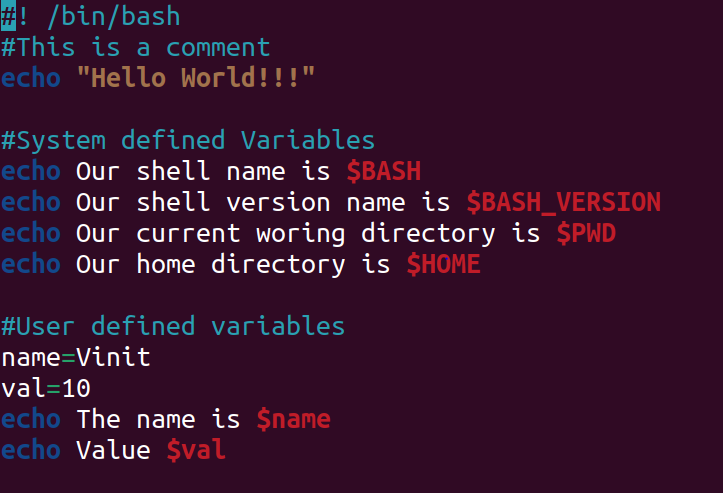 #! /bin/bash
#This is a comment
echo "Hello World!!!"
#System defined Variables
echo Our shell name is $BASH
echo Our shell version name is $BASH_VERSION
echo Our current woring directory is $PWD
echo Our home directory is $HOME
#User defined variables
name=Vinit
val=10
echo The name is $name
echo Value $val